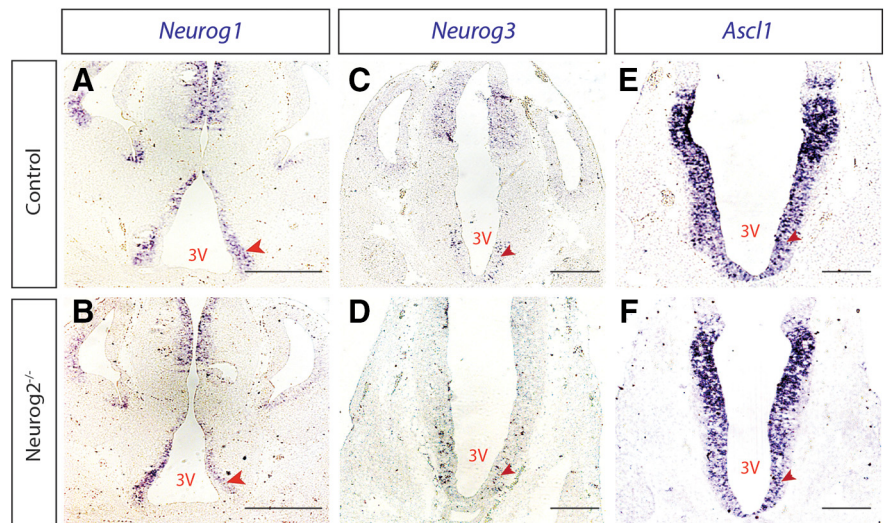 Neurog1 Neurog3 Ascl1
Control
A C E
3V 3V 3V
Neurog2-/-
B D F
3V 3V 3V